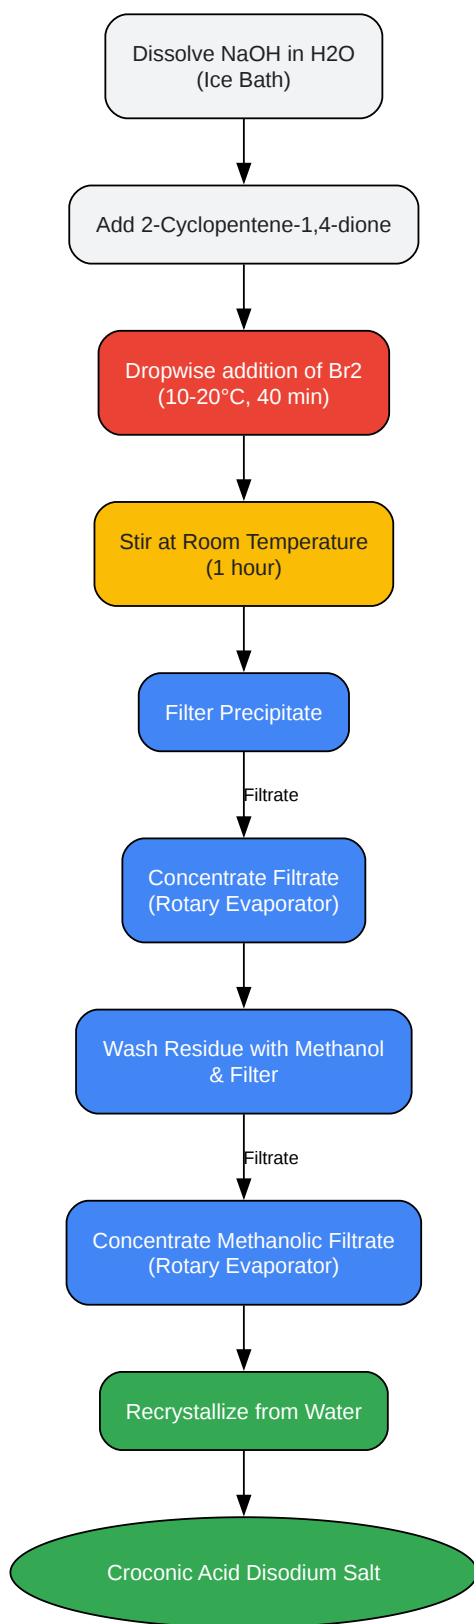 Dissolve NaOH in H2O
(Ice Bath)
Add 2-Cyclopentene-1,4-dione
Dropwise addition of Br2
(10-20°C, 40 min)
Stir at Room Temperature
(1 hour)
Filter Precipitate
Filtrate
Concentrate Filtrate
(Rotary Evaporator)
Wash Residue with Methanol
& Filter
Filtrate
Concentrate Methanolic Filtrate
(Rotary Evaporator)
Recrystallize from Water
Croconic Acid Disodium Salt